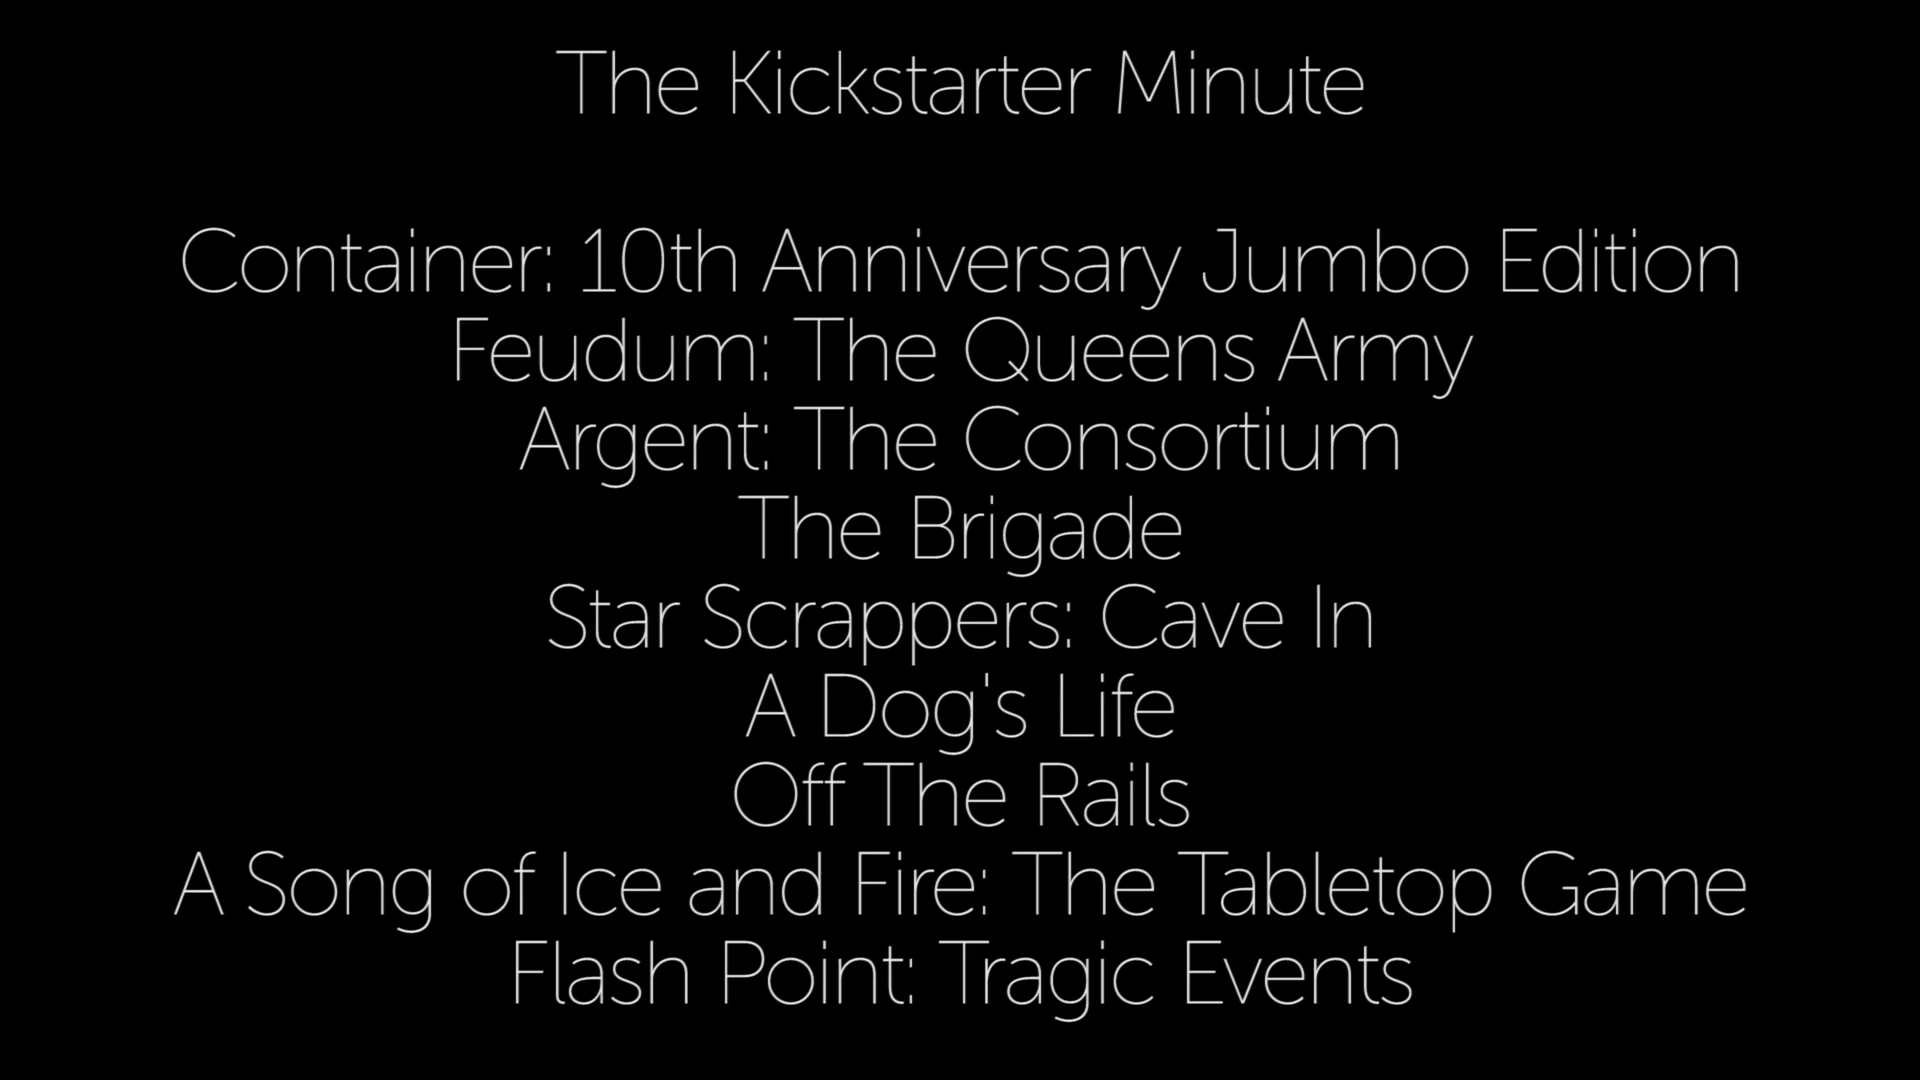 The Kickstarter Minute
Container: 10th Anniversary Jumbo Edition
Feudum: The Queens Army
Argent: The Consortium
The Brigade
Star Scrappers: Cave In
A Dog's Life
Off The Rails
A Song of Ice and Fire: The Tabletop Game
Flash Point: Tragic Events